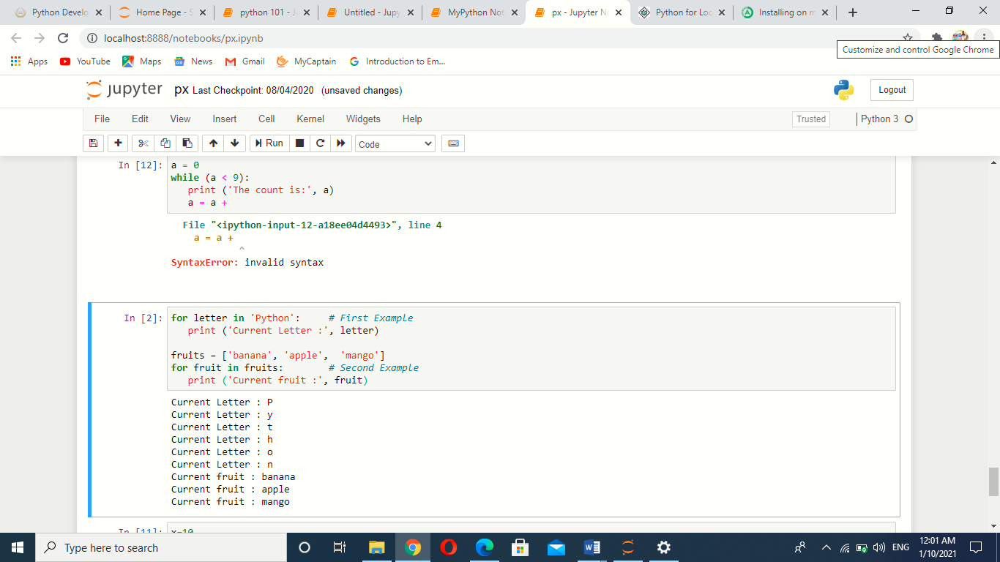 Python Develo
Home Page - S
python 101 - J
Untitled - Jupy
MyPython Not
px - Jupyter No
Python for Loo
Installing on m
localhost:8888/notebooks/px.ipynb
Customize and control Google Chrome
Apps YouTube Maps News Gmail MyCaptain Introduction to Em...
jupyter px Last Checkpoint: 08/04/2020 (unsaved changes) Logout
File Edit View Insert Cell Kernel Widgets Help Trusted Python 3
Run Code
In [12]: a = 0
while (a < 9):
   print ('The count is:', a)
   a = a +
  File "<ipython-input-12-a18ee04d4493>", line 4
    a = a +
            ^
SyntaxError: invalid syntax
In [2]: for letter in 'Python':     # First Example
   print ('Current Letter :', letter)
fruits = ['banana', 'apple',  'mango']
for fruit in fruits:        # Second Example
   print ('Current fruit :', fruit)
Current Letter : P
Current Letter : y
Current Letter : t
Current Letter : h
Current Letter : o
Current Letter : n
Current fruit : banana
Current fruit : apple
Current fruit : mango
In [11]: x=10
Type here to search
ENG
12:01 AM
1/10/2021